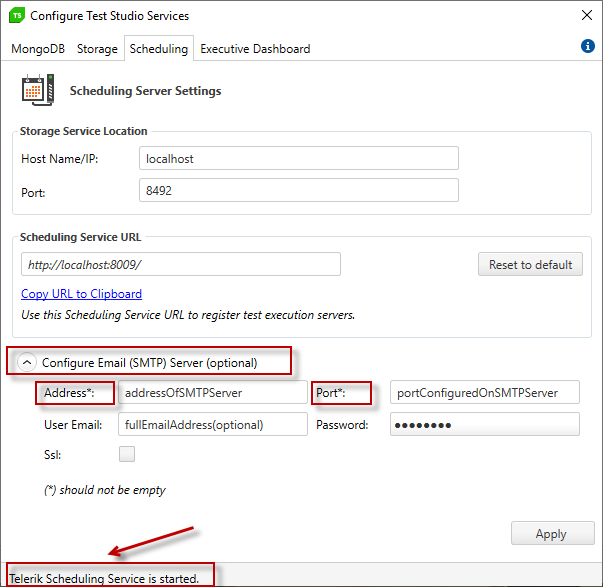 TS Configure Test Studio Services
MongoDB Storage Scheduling Executive Dashboard
i
Scheduling Server Settings
Storage Service Location
Host Name/IP: localhost
Port: 8492
Scheduling Service URL
http://localhost:8009/ Reset to default
Copy URL to Clipboard
Use this Scheduling Service URL to register test execution servers.
Configure Email (SMTP) Server (optional)
Address*: addressOfSMTPServer Port*: portConfiguredOnSMTPServer
User Email: fullEmailAddress(optional) Password: ●●●●●●●●
Ssl:
(*) should not be empty
Apply
Telerik Scheduling Service is started.